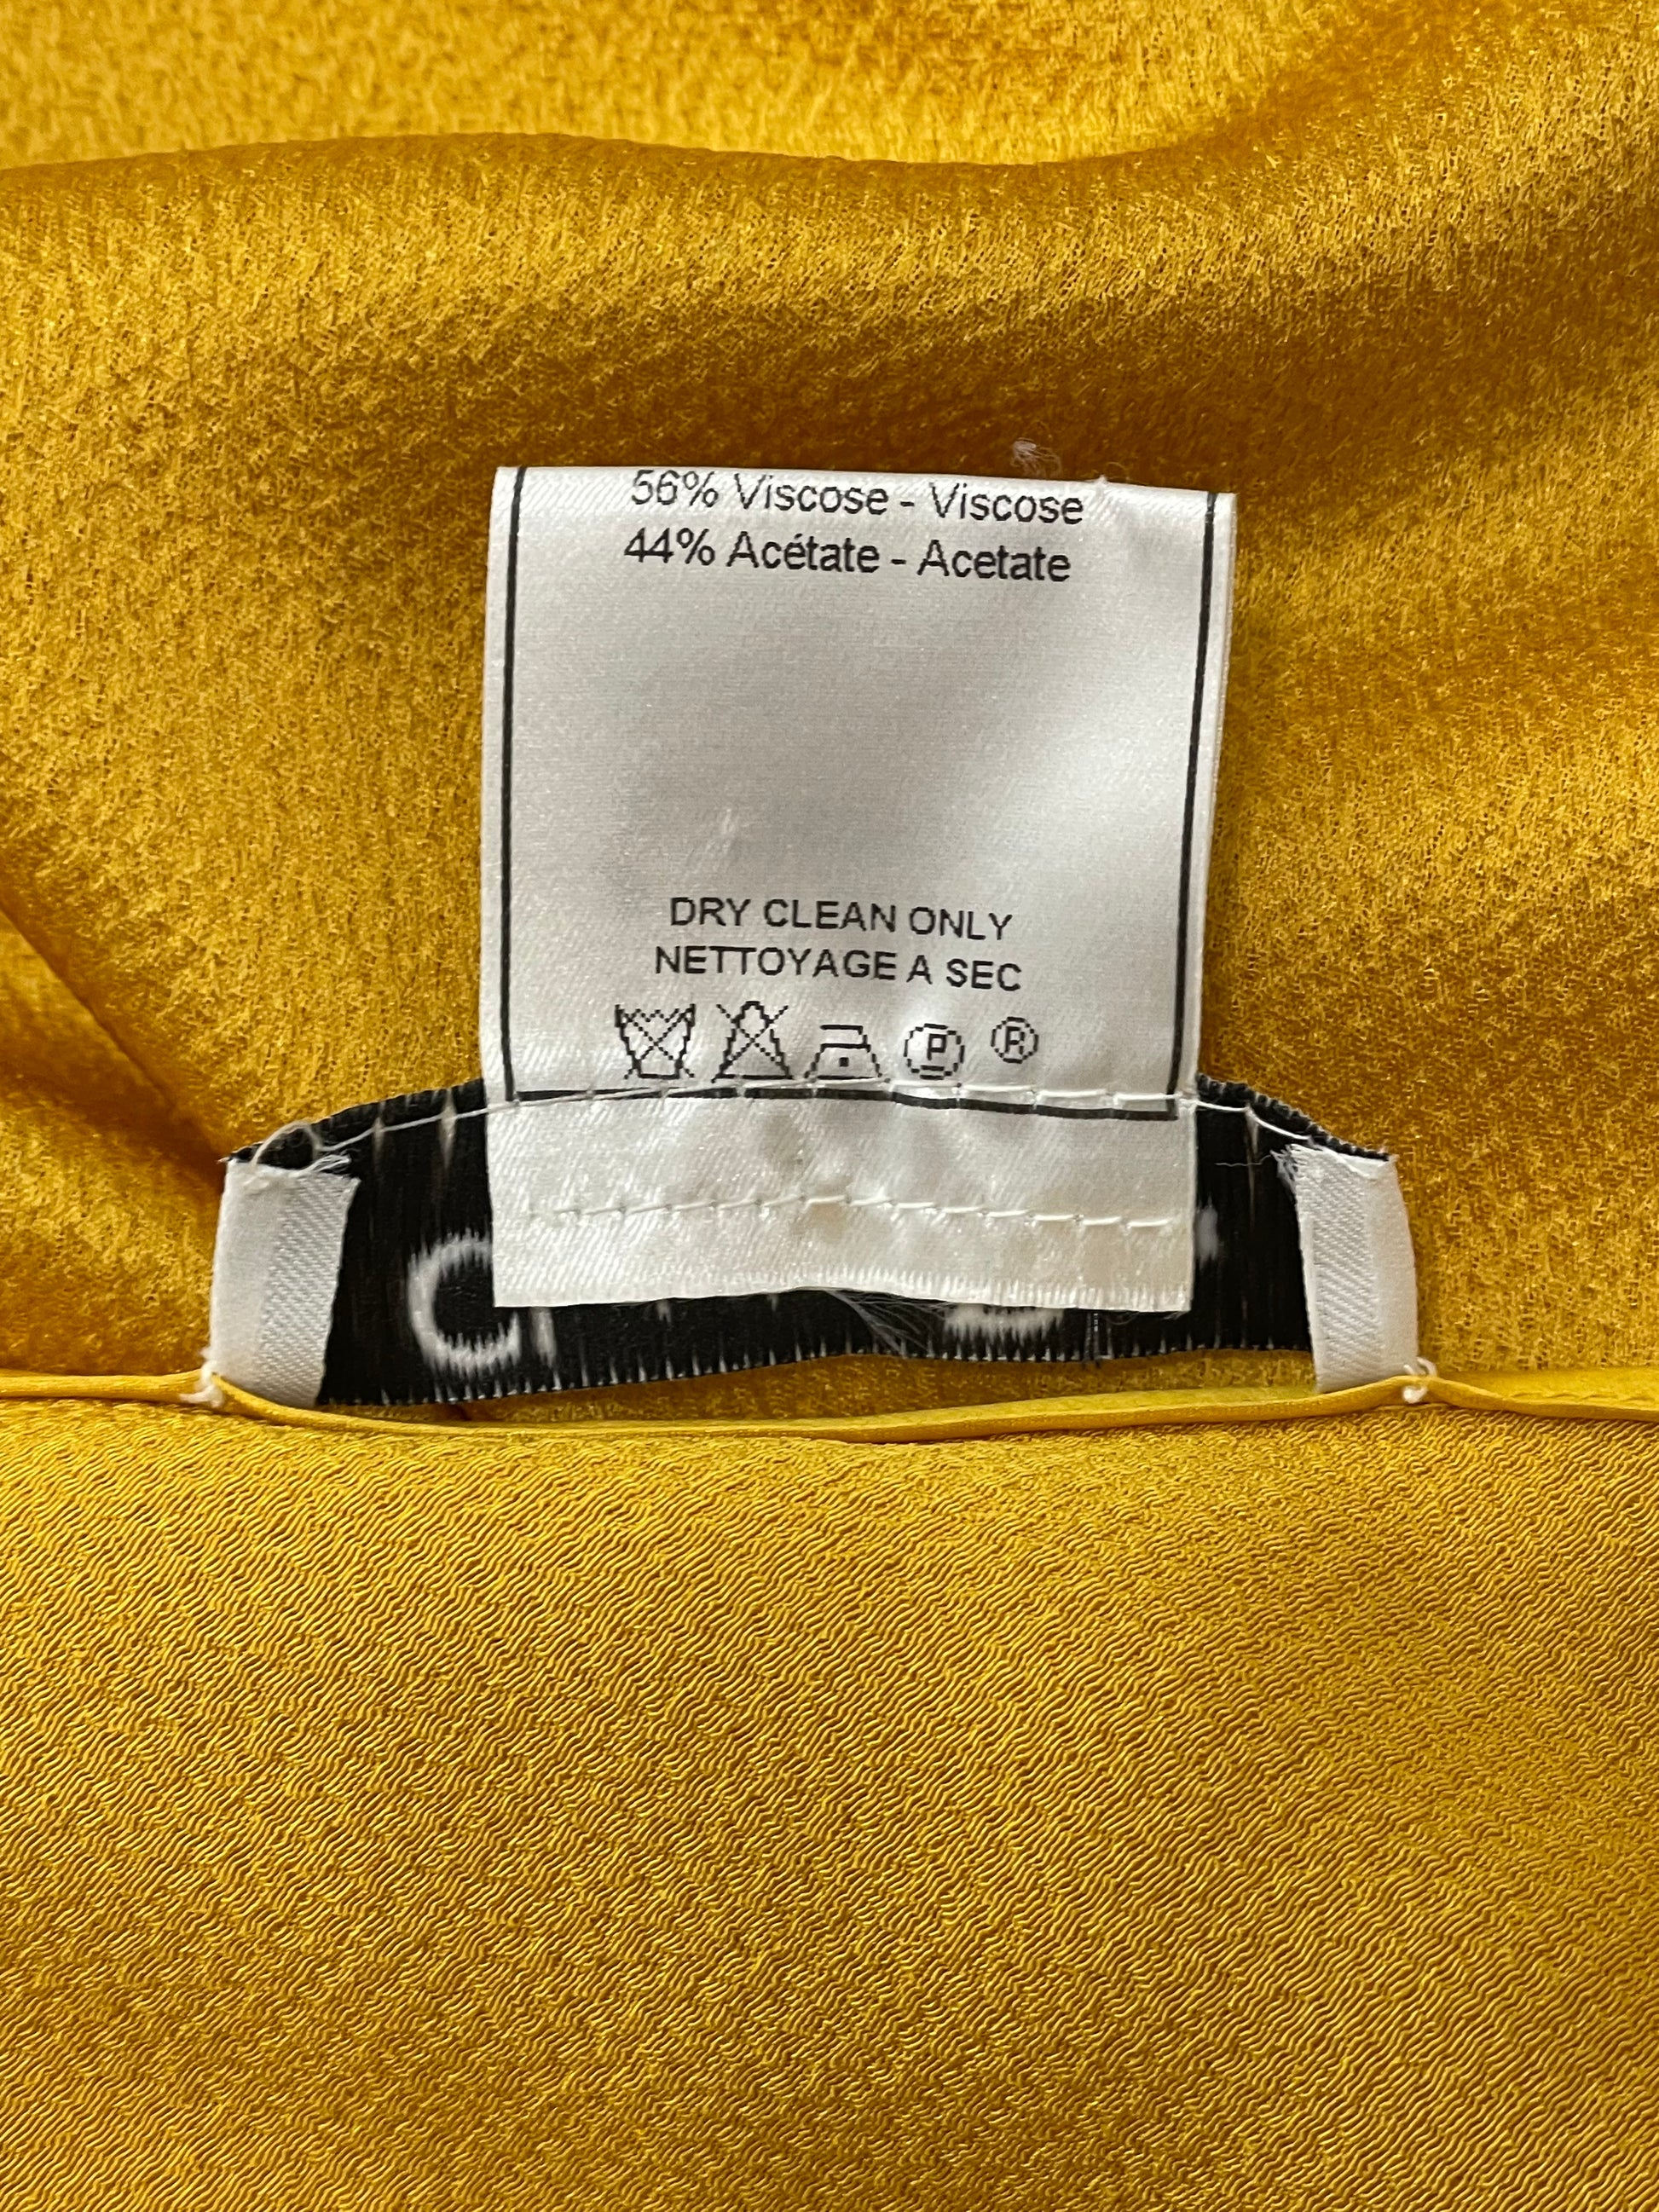 56% Viscose - Viscose
44% Acétate - Acetate
DRY CLEAN ONLY
NETTOYAGE A SEC
P R